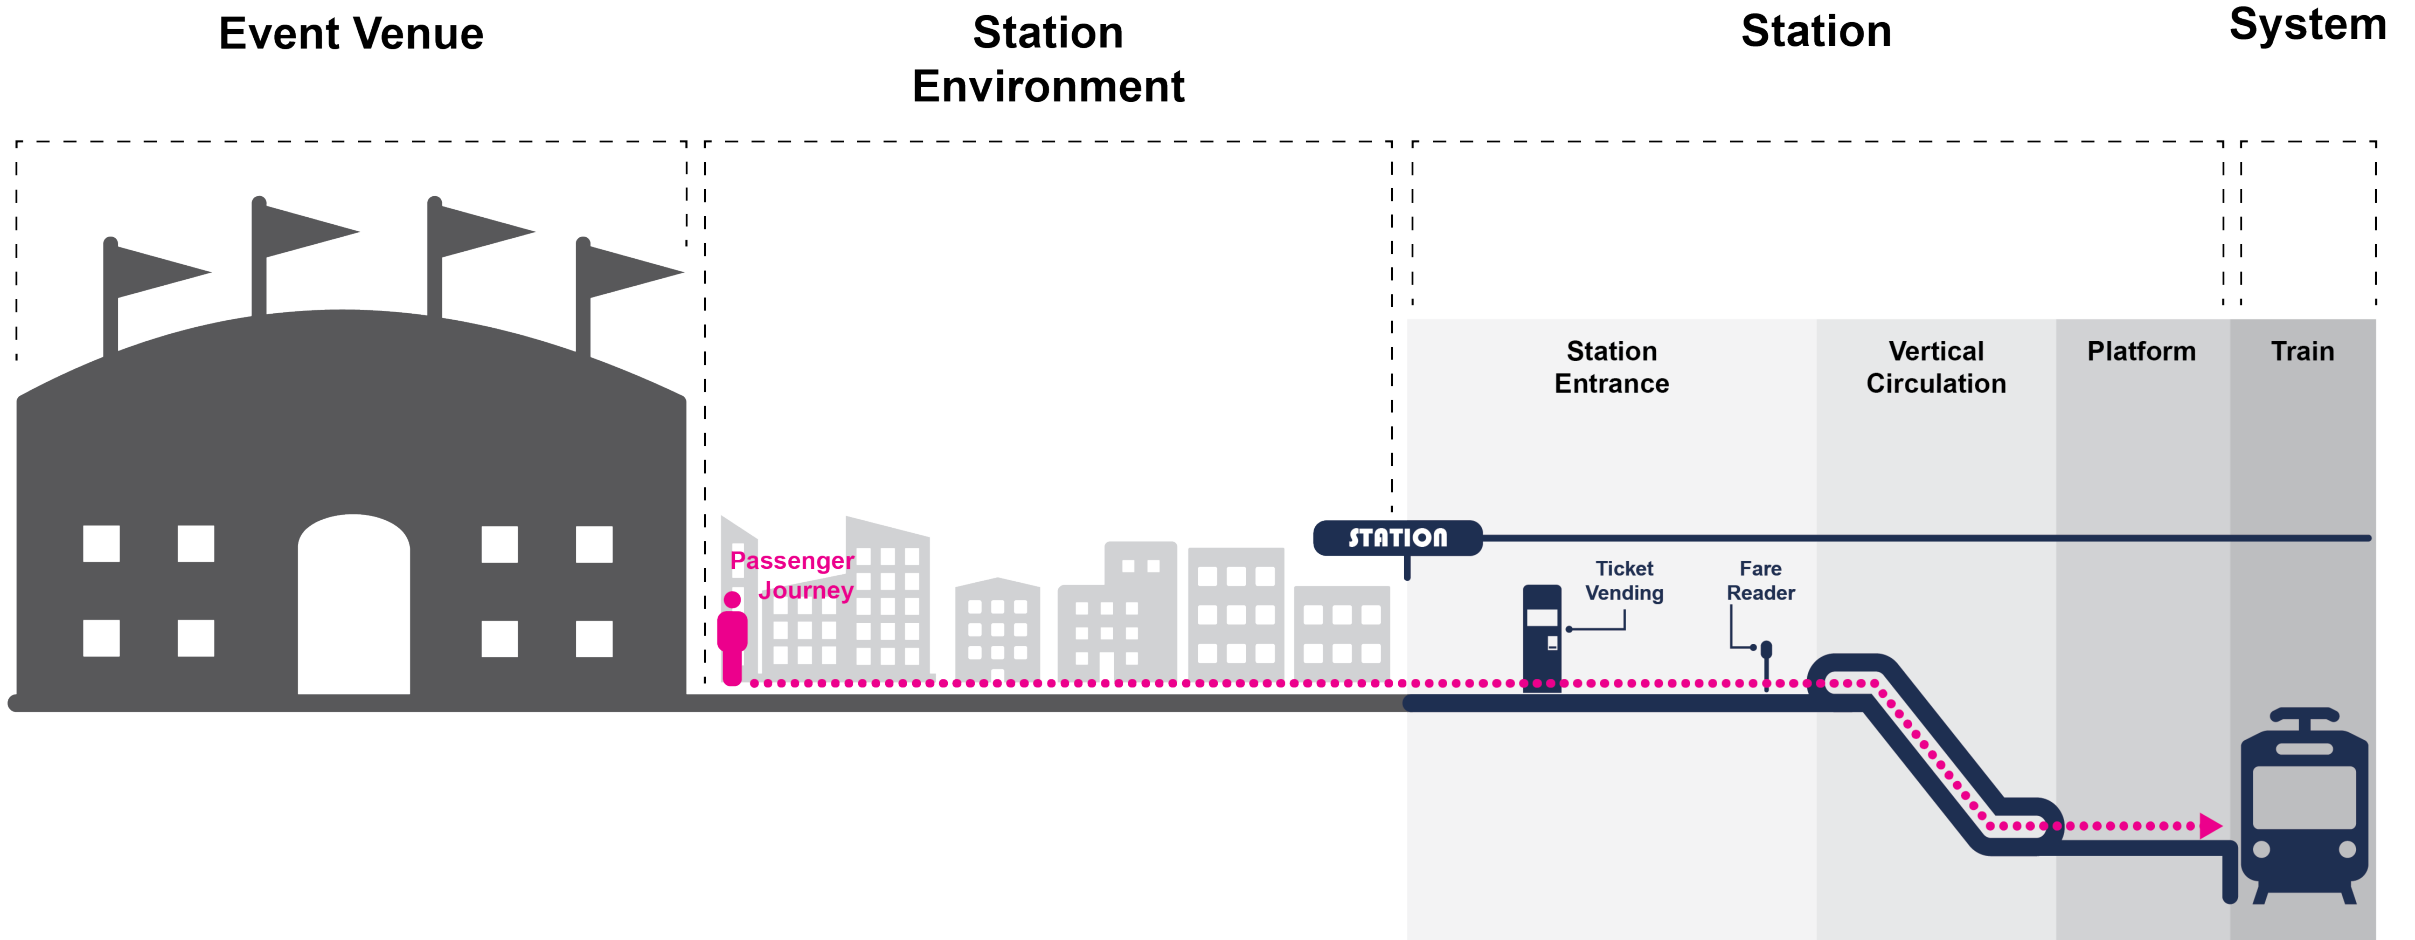 Event Venue
Station
Environment
Station
System
Station
Entrance
Vertical
Circulation
Platform
Train
STATION
Passenger
Journey
Ticket
Vending
Fare
Reader